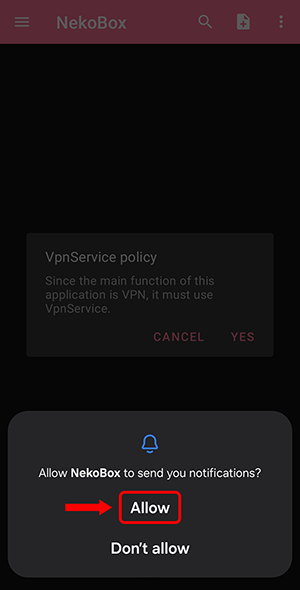 NekoBox
VpnService policy
Since the main function of this
application is VPN, it must use
VpnService.
CANCEL YES
Allow NekoBox to send you notifications?
Allow
Don't allow